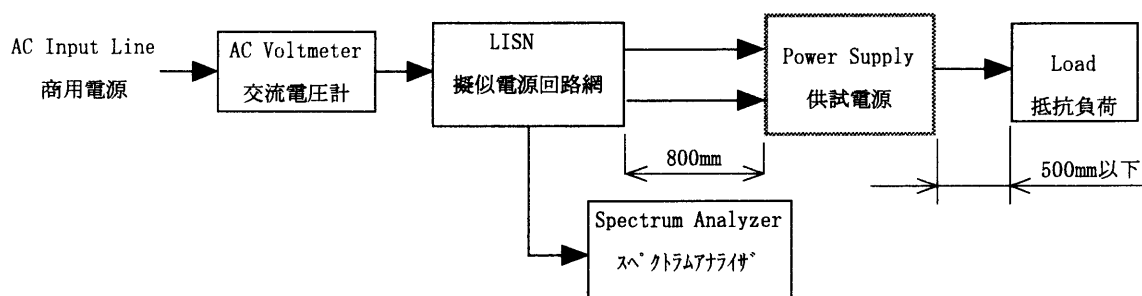 AC Input Line
商用電源
AC Voltmeter
交流電圧計
LISN
擬似電源回路網
Power Supply
供試電源
Load
抵抗負荷
800mm
500mm以下
Spectrum Analyzer
ｽﾍﾟｸﾄﾗﾑｱﾅﾗｲｻﾞ